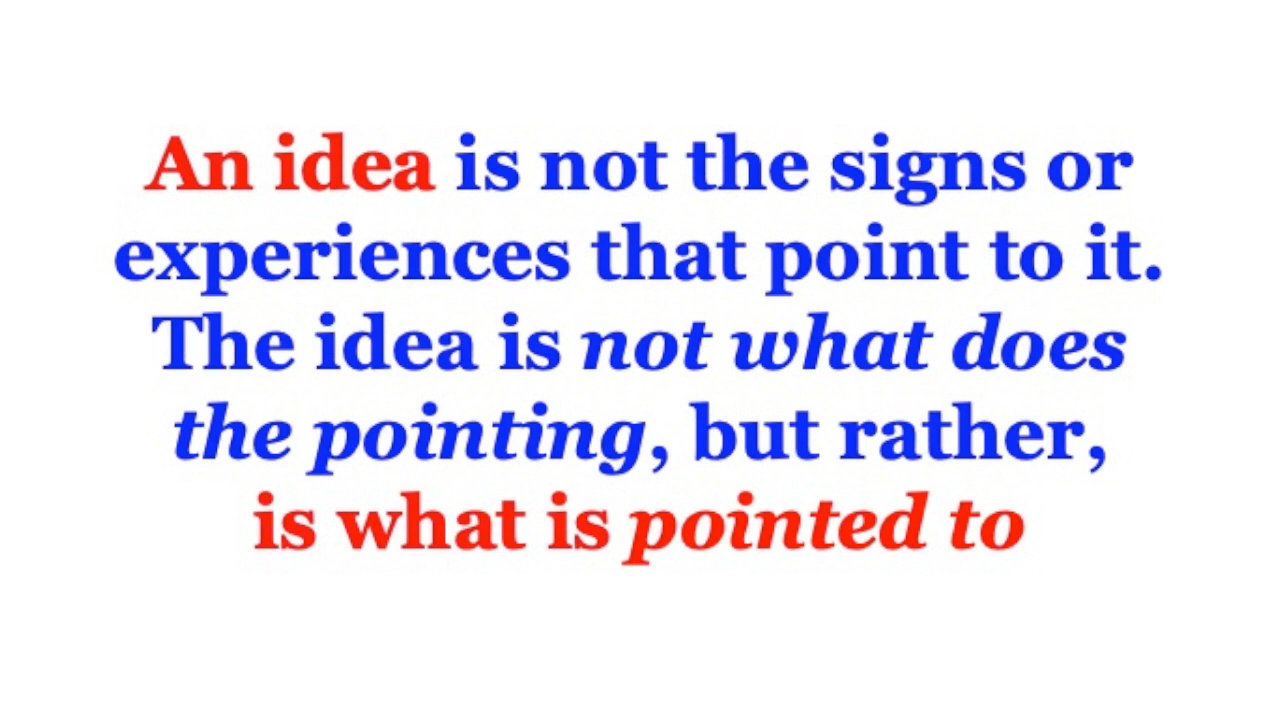 An idea is not the signs or
experiences that point to it.
The idea is not what does
the pointing, but rather,
is what is pointed to